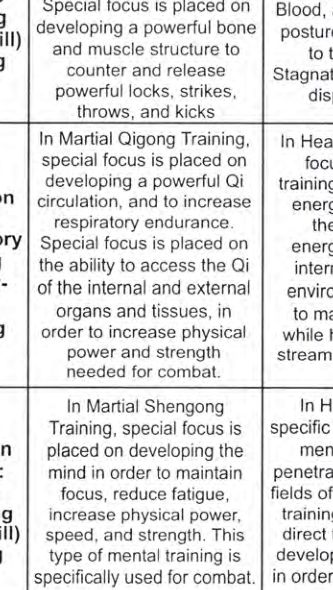 Special focus is placed on
developing a powerful bone
and muscle structure to
counter and release
powerful locks, strikes,
throws, and kicks
In Martial Qigong Training,
special focus is placed on
developing a powerful Qi
circulation, and to increase
respiratory endurance.
Special focus is placed on
the ability to access the Qi
of the internal and external
organs and tissues, in
order to increase physical
power and strength
needed for combat.
In Martial Shengong
Training, special focus is
placed on developing the
mind in order to maintain
focus, reduce fatigue,
increase physical power,
speed, and strength. This
type of mental training is
specifically used for combat.
Blood,
posture
to t
Stagnat
disp
In Hea
focu
training
energ
the
energ
intern
enviro
to ma
while h
stream
In H
specific
men
penetra
fields of
training
direct
develop
in order